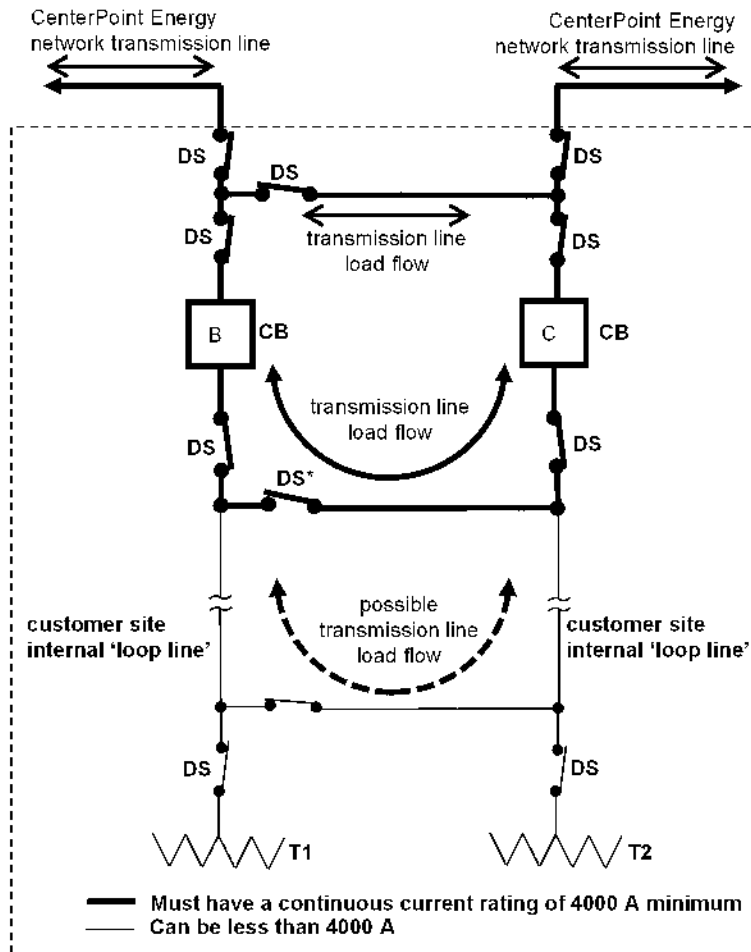 CenterPoint Energy
network transmission line
CenterPoint Energy
network transmission line
DS
DS
DS
DS
DS
transmission line
load flow
B
CB
C
CB
transmission line
load flow
DS
DS
DS*
customer site
internal ‘loop line’
possible
transmission line
load flow
customer site
internal ‘loop line’
DS
DS
T1
T2
Must have a continuous current rating of 4000 A minimum
Can be less than 4000 A